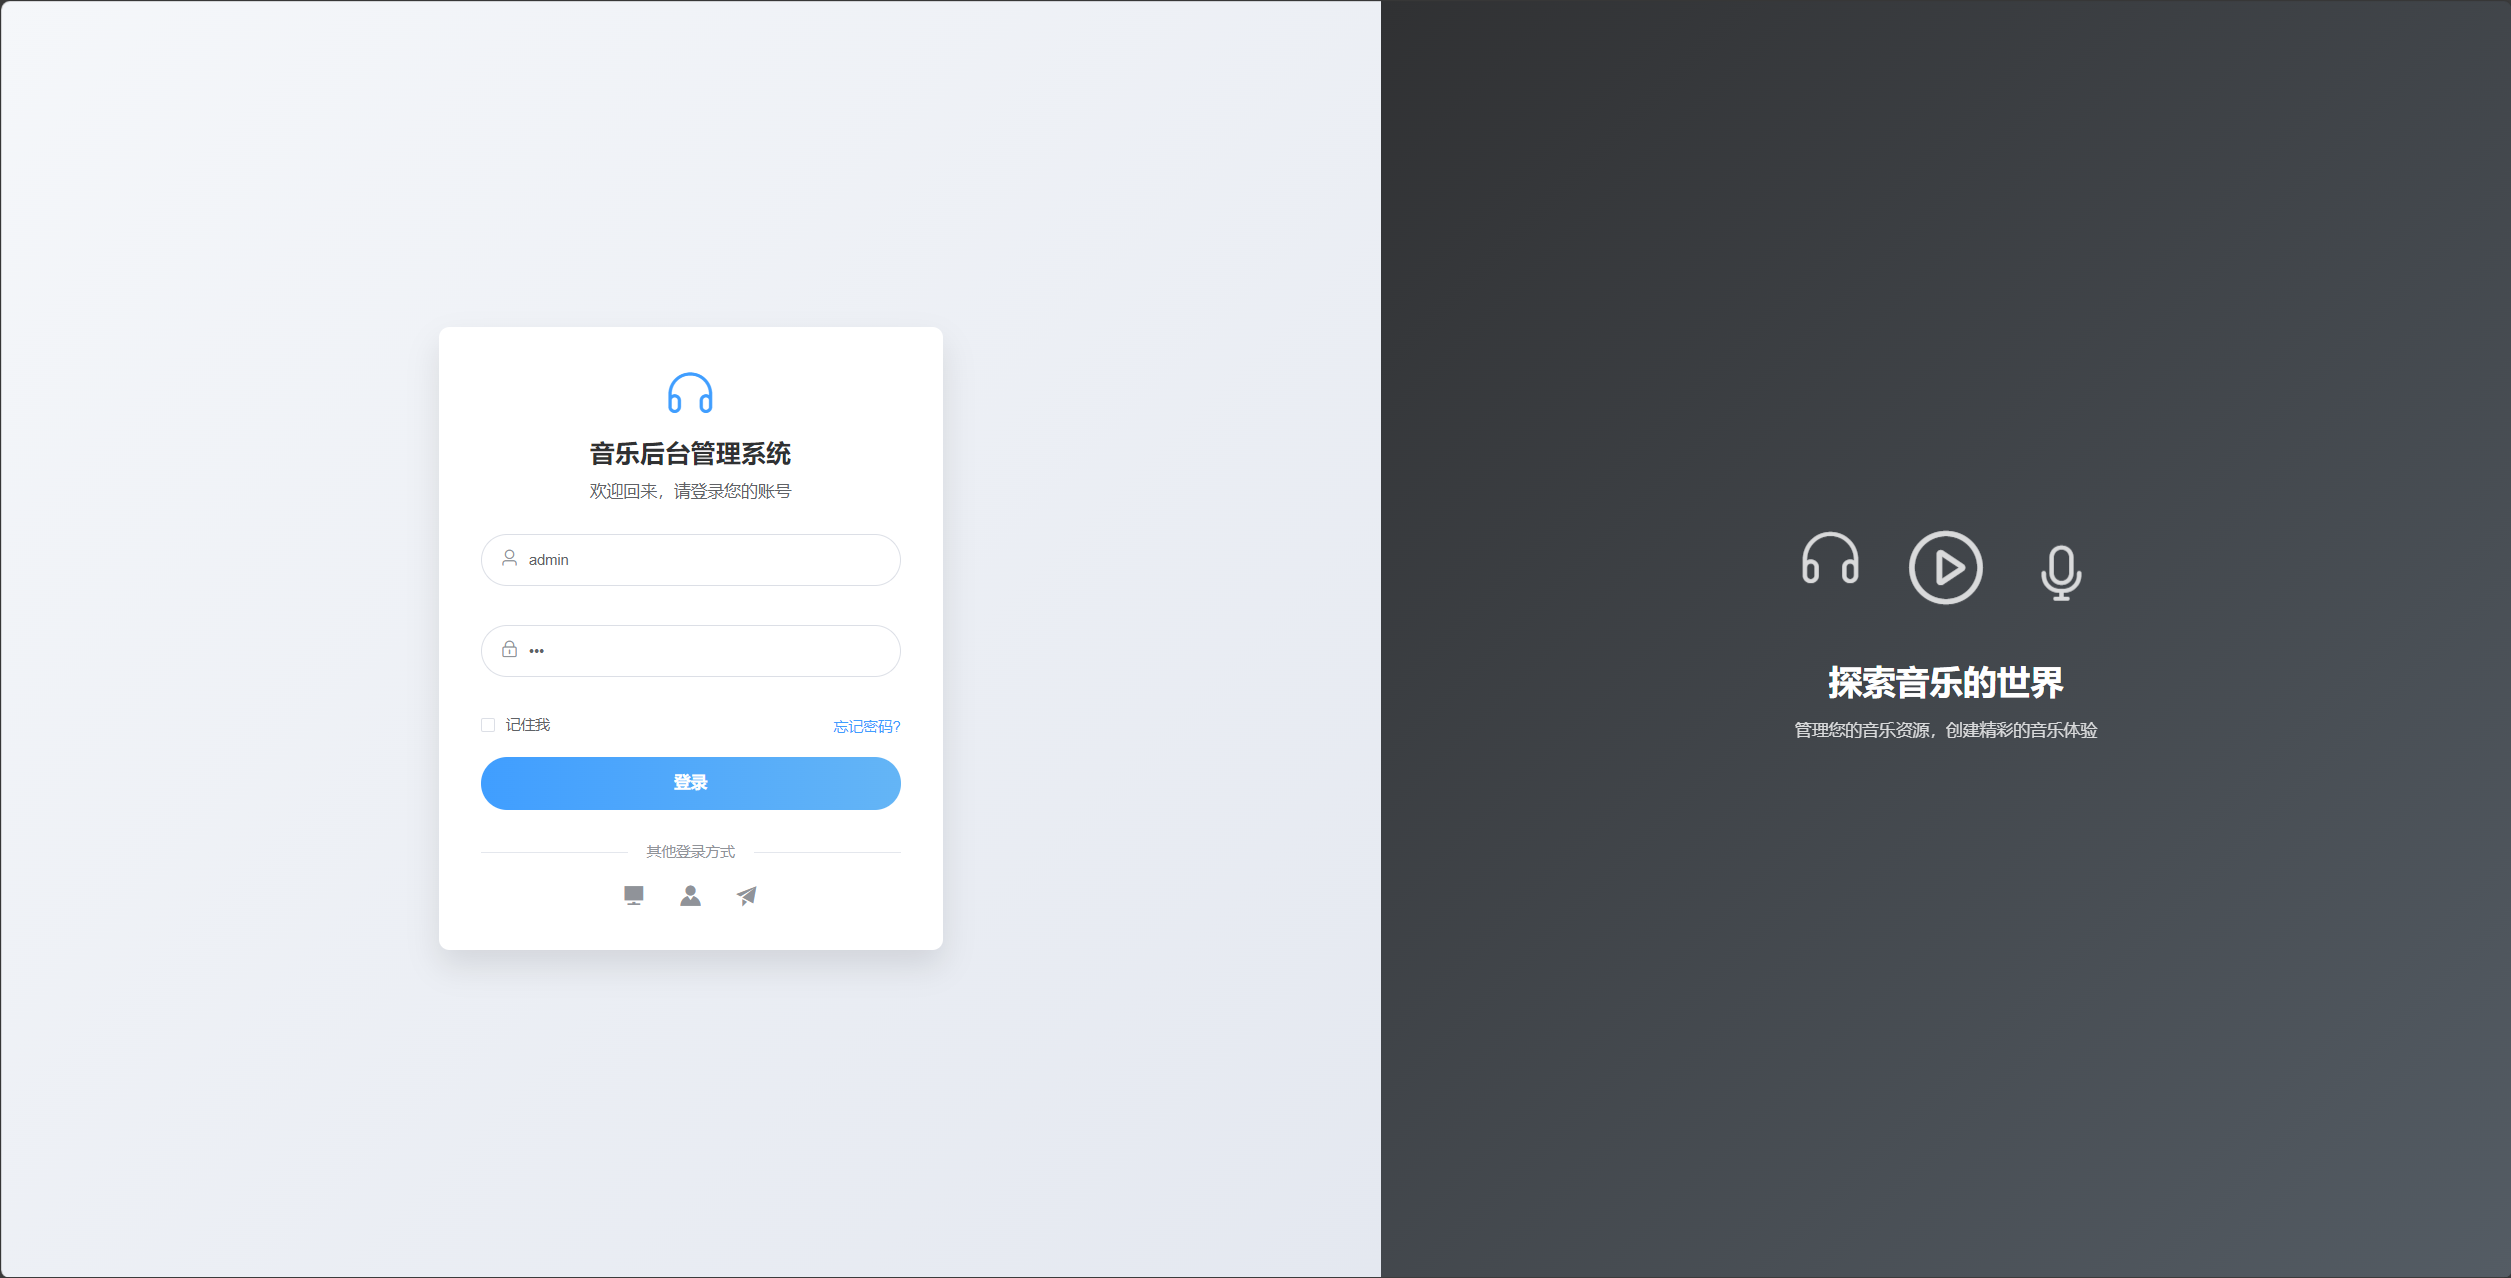 音乐后台管理系统
欢迎回来，请登录您的账号
admin
•••
记住我
忘记密码?
登录
其他登录方式
探索音乐的世界
管理您的音乐资源，创建精彩的音乐体验